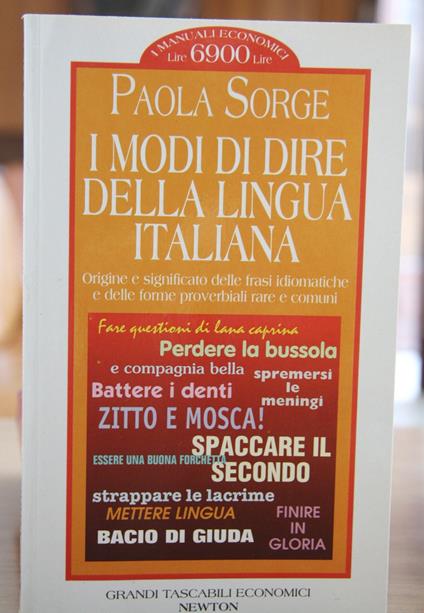 I MANUALI ECONOMICI
Lire 6900 Lire
PAOLA SORGE
I MODI DI DIRE
DELLA LINGUA
ITALIANA
Origine e significato delle frasi idiomatiche
e delle forme proverbiali rare e comuni
Fare questioni di lana caprina
Perdere la bussola
e compagnia bella
spremersi
le
meningi
Battere i denti
ZITTO E MOSCA!
SPACCARE IL
SECONDO
ESSERE UNA BUONA FORCHETTA
strappare le lacrime
METTERE LINGUA
FINIRE
IN
GLORIA
BACIO DI GIUDA
GRANDI TASCABILI ECONOMICI
NEWTON